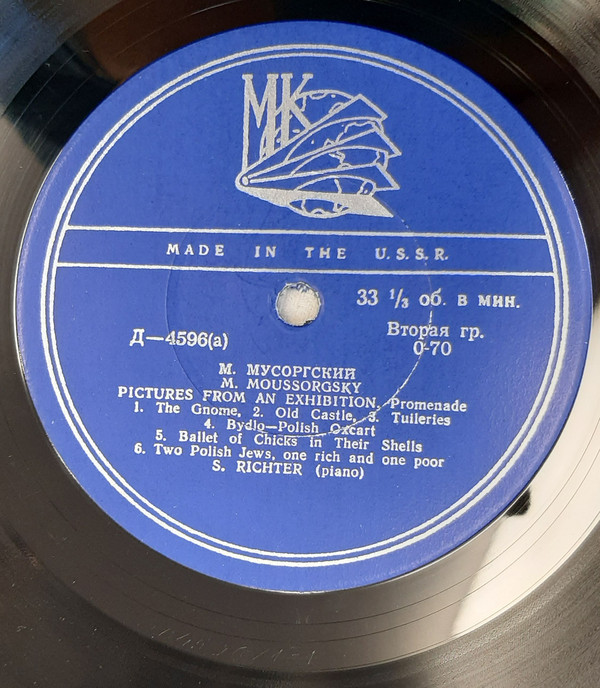 МК
MADE IN THE U.S.S.R.
33 ⅓ об. в мин.
Д—4596(а)
Вторая гр.
0-70
М. МУСОРГСКИЙ
M. MOUSSORGSKY
PICTURES FROM AN EXHIBITION. Promenade
1. The Gnome, 2. Old Castle, 3. Tuileries
4. Bydlo—Polish Oxcart
5. Ballet of Chicks in Their Shells
6. Two Polish Jews, one rich and one poor
S. RICHTER (piano)